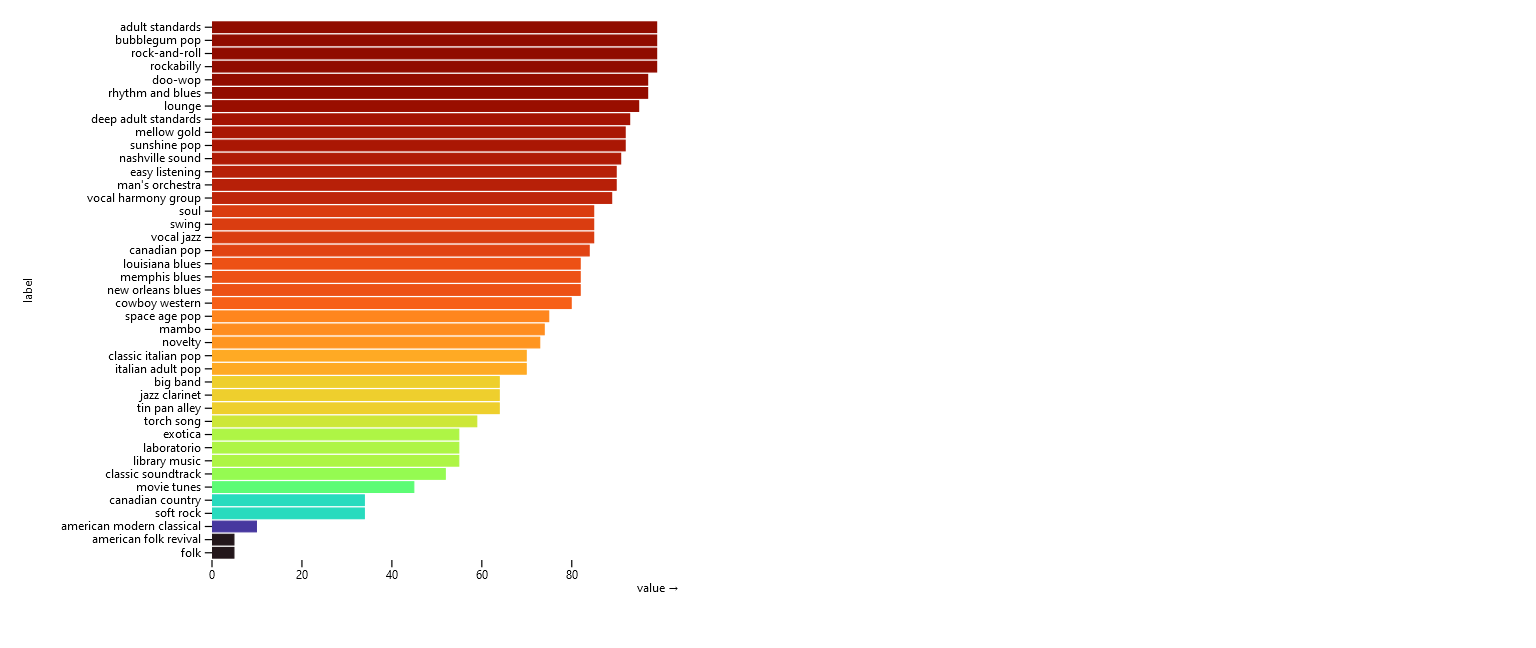 adult standards
bubblegum pop
rock-and-roll
rockabilly
doo-wop
rhythm and blues
lounge
deep adult standards
mellow gold
sunshine pop
nashville sound
easy listening
man's orchestra
vocal harmony group
soul
swing
vocal jazz
canadian pop
louisiana blues
memphis blues
new orleans blues
cowboy western
space age pop
mambo
novelty
classic italian pop
italian adult pop
big band
jazz clarinet
tin pan alley
torch song
exotica
laboratorio
library music
classic soundtrack
movie tunes
canadian country
soft rock
american modern classical
american folk revival
folk
label
0 20 40 60 80
value →